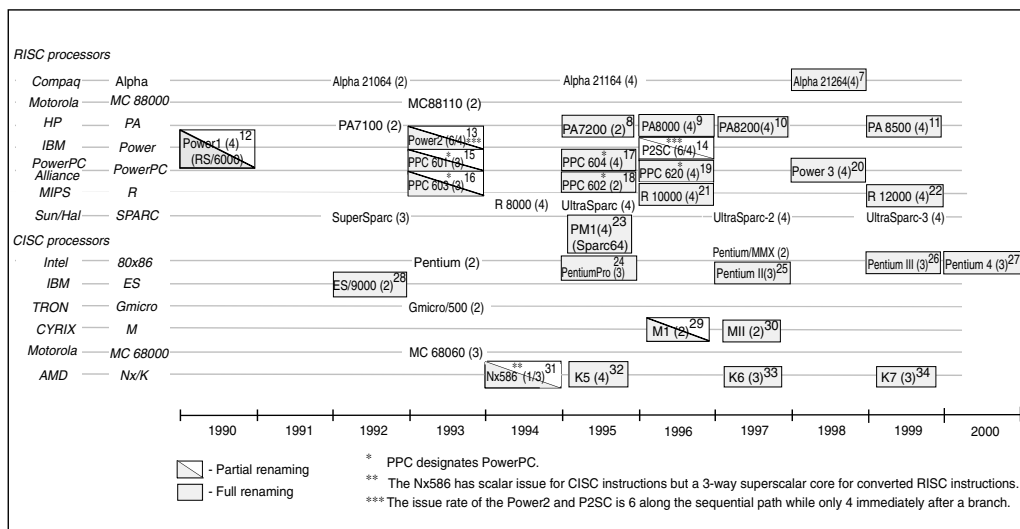 RISC processors
Compaq Alpha Alpha 21064 (2) Alpha 21164 (4) Alpha 21264(4) 7
Motorola MC 88000 MC88110 (2)
HP PA PA7100 (2) PA7200 (2) 8 PA8000 (4) 9 PA8200(4) 10 PA 8500 (4) 11
IBM Power Power1 (4) 12 (RS/6000) Power2 (6/4)*** 13 P2SC (6/4) *** 14
PowerPC Alliance PowerPC PPC 601 (3) * 15 PPC 604 (4) * 17 PPC 620 (4) * 19 Power 3 (4) 20
PPC 603 (3) * 16 PPC 602 (2) * 18
MIPS R R 8000 (4) R 10000 (4) 21 R 12000 (4) 22
Sun/Hal SPARC SuperSparc (3) UltraSparc (4) UltraSparc-2 (4) UltraSparc-3 (4)
PM1(4) 23
(Sparc64)
CISC processors
Intel 80x86 Pentium (2) PentiumPro (3) 24 Pentium/MMX (2) Pentium II(3) 25 Pentium III (3) 26 Pentium 4 (3) 27
IBM ES ES/9000 (2) 28
TRON Gmicro Gmicro/500 (2)
CYRIX M M1 (2) 29 MII (2) 30
Motorola MC 68000 MC 68060 (3)
AMD Nx/K Nx586 (1/3) ** 31 K5 (4) 32 K6 (3) 33 K7 (3) 34
1990 1991 1992 1993 1994 1995 1996 1997 1998 1999 2000
- Partial renaming
- Full renaming
* PPC designates PowerPC.
** The Nx586 has scalar issue for CISC instructions but a 3-way superscalar core for converted RISC instructions.
*** The issue rate of the Power2 and P2SC is 6 along the sequential path while only 4 immediately after a branch.